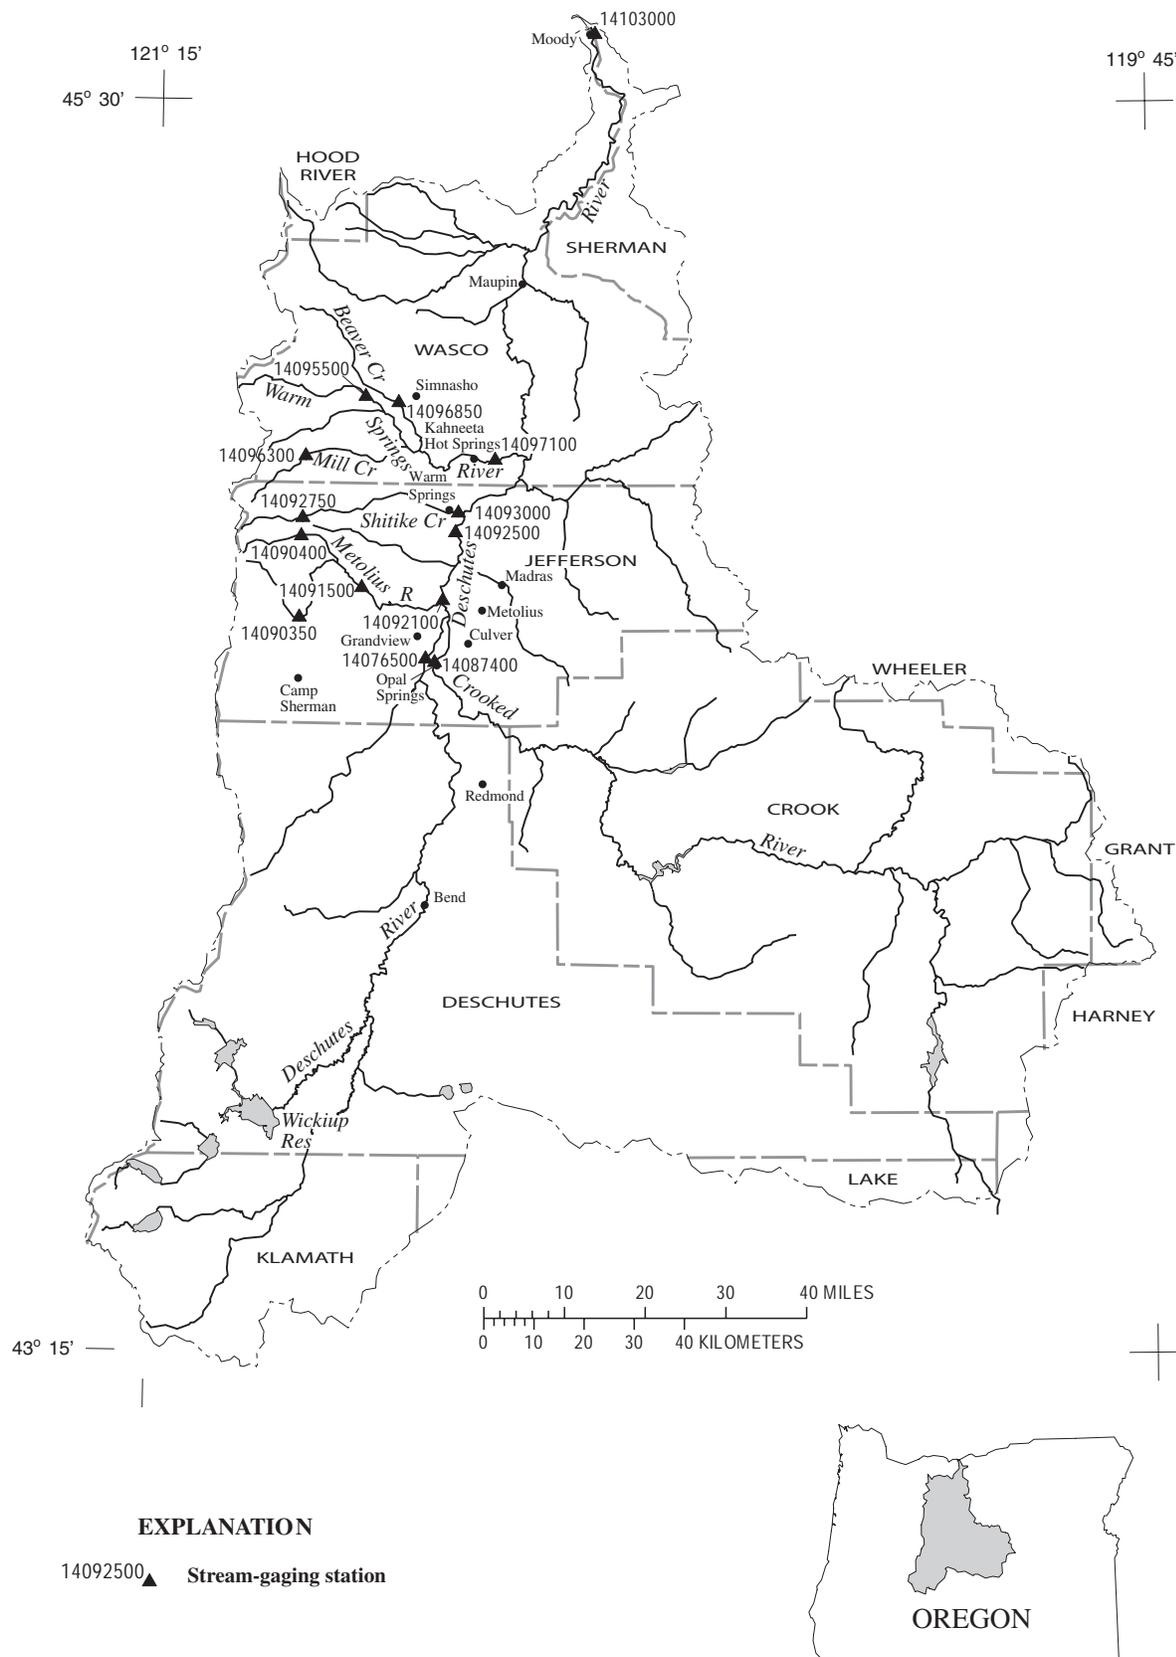 14103000
Moody
121° 15'
119° 45'
45° 30'
HOOD
RIVER
River
SHERMAN
Maupin
Beaver Cr
WASCO
14095500
Simnasho
Warm
14096850
Kahneeta
Hot Springs
14097100
Springs
14096300
Mill Cr
River
Warm
Springs
14092750
14093000
Shitike Cr
14092500
14090400
Metolius
JEFFERSON
Deschutes
Madras
14091500
R
Metolius
14092100
14090350
Culver
Grandview
14076500
14087400
WHEELER
Opal
Springs
Crooked
Camp
Sherman
Redmond
CROOK
River
GRANT
Bend
River
DESCHUTES
HARNEY
Deschutes
Wickiup
Res
LAKE
KLAMATH
0 10 20 30 40 MILES
0 10 20 30 40 KILOMETERS
43° 15'
EXPLANATION
14092500 Stream-gaging station
OREGON